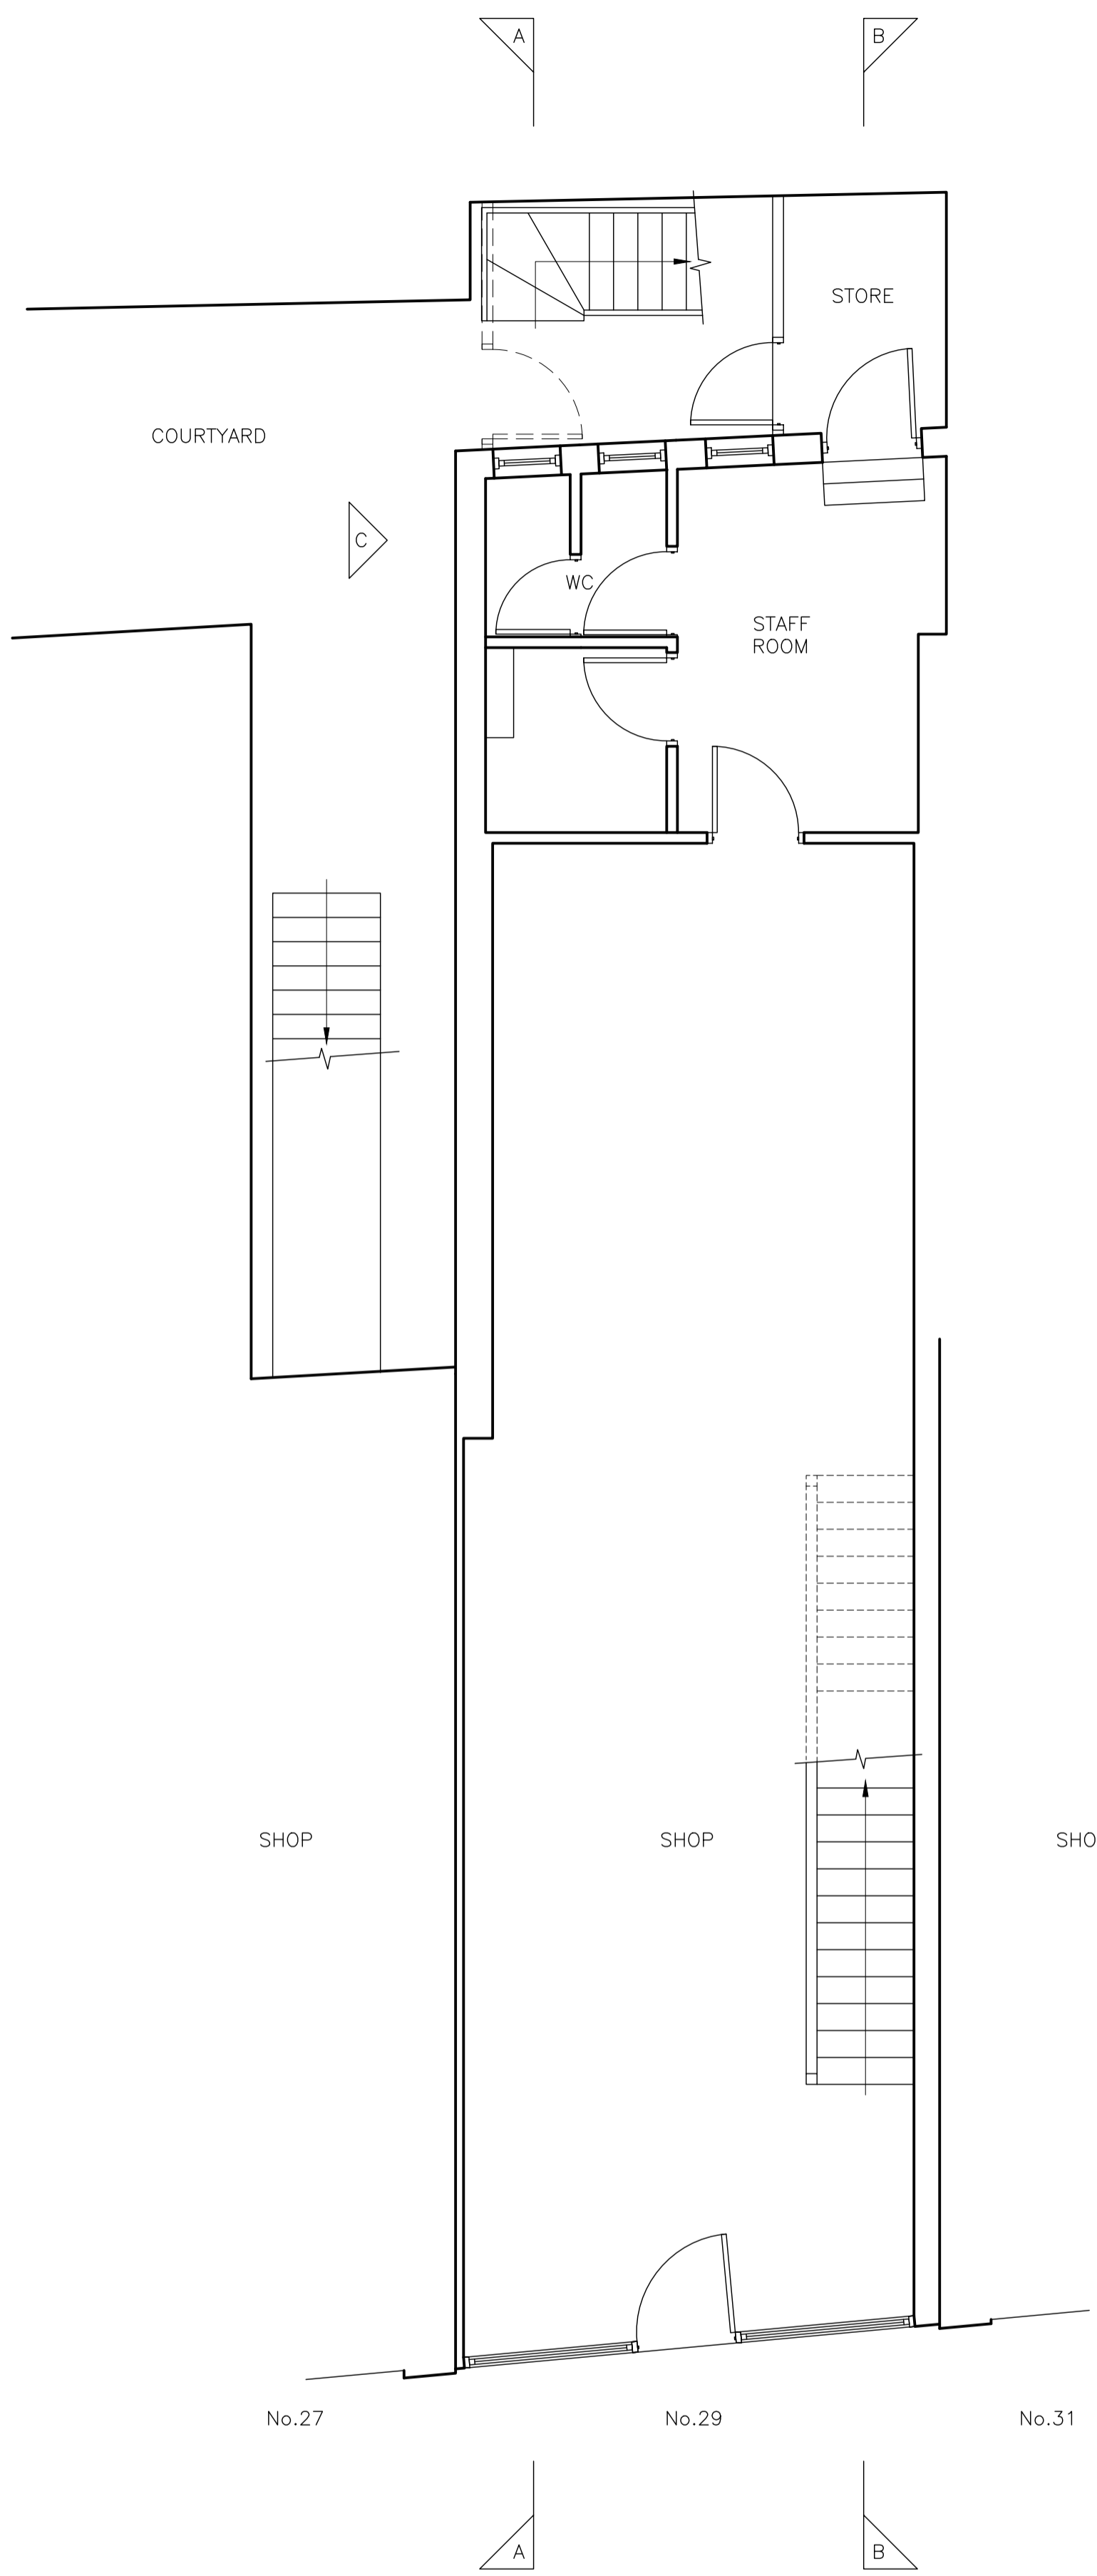 A
B
STORE
COURTYARD
C
WC
STAFF
ROOM
SHOP
SHOP
SHO
No.27
No.29
No.31
A
B